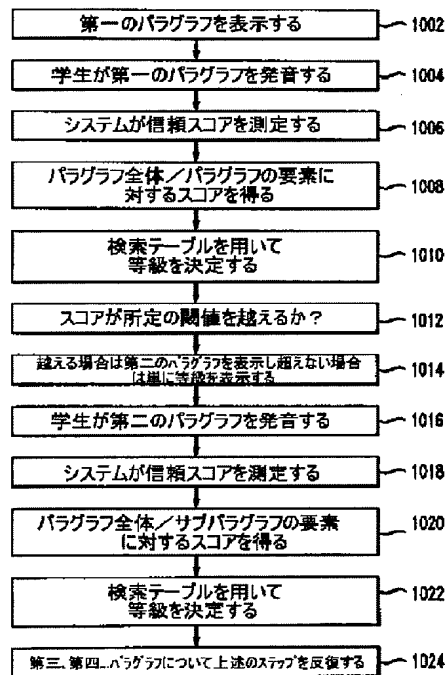 第一のパラグラフを表示する
1002
学生が第一のパラグラフを発音する
1004
システムが信頼スコアを測定する
1006
パラグラフ全体／パラグラフの要素に
対するスコアを得る
1008
検索テーブルを用いて
等級を決定する
1010
スコアが所定の閾値を越えるか？
1012
越える場合は第二のパラグラフを表示し超えない場合
は単に等級を表示する
1014
学生が第二のパラグラフを発音する
1016
システムが信頼スコアを測定する
1018
パラグラフ全体／サブパラグラフの要素
に対するスコアを得る
1020
検索テーブルを用いて
等級を決定する
1022
第三、第四...パラグラフについて上述のステップを反復する
1024